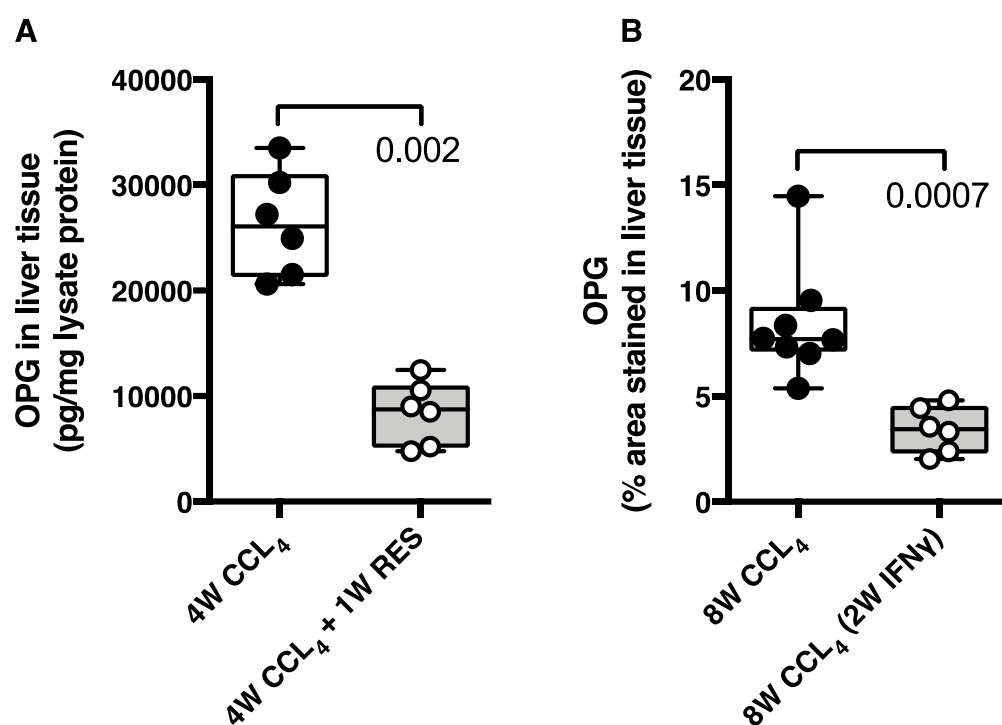 A
OPG in liver tissue
(pg/mg lysate protein)
40000
30000
20000
10000
0
0.002
4W CCL₄
4W CCL₄ + 1W RES
B
OPG
(% area stained in liver tissue)
20
15
10
5
0
0.0007
8W CCL₄
8W CCL₄ (2W IFNγ)